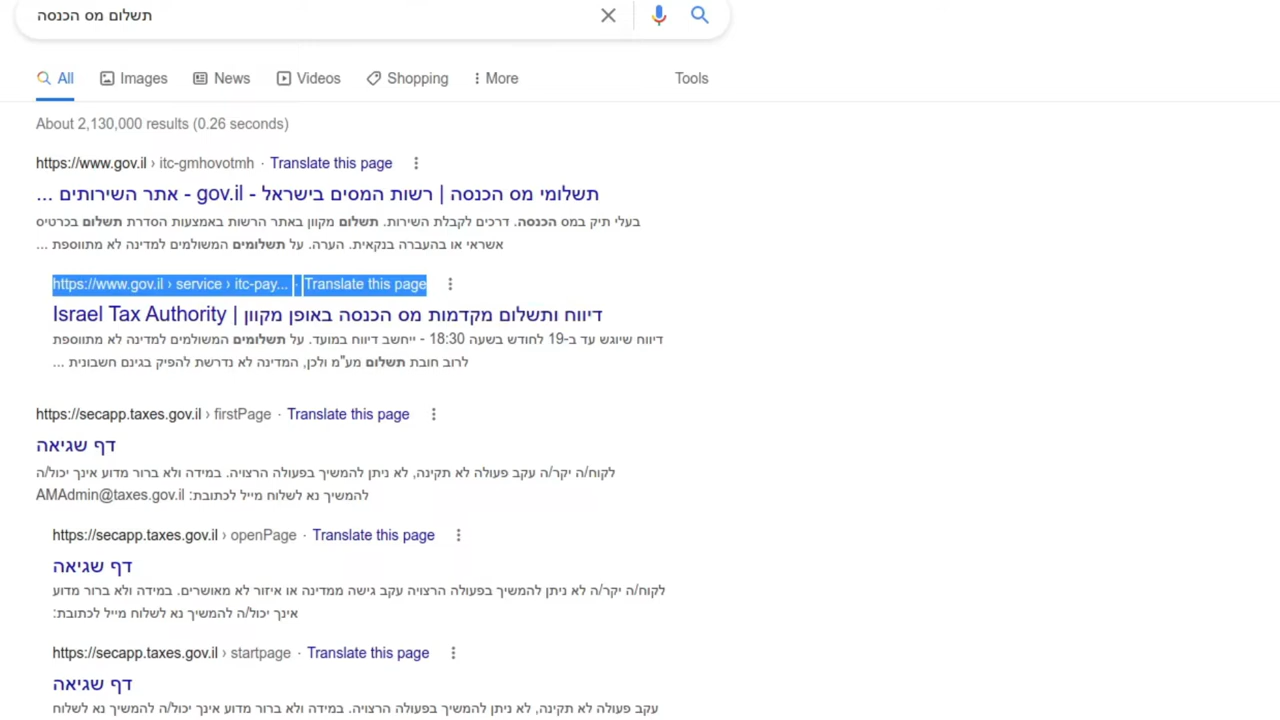 תשלום מס הכנסה
All
Images
News
Videos
Shopping
More
Tools
About 2,130,000 results (0.26 seconds)
https://www.gov.il › itc-gmhovotmh · Translate this page
תשלומי מס הכנסה | רשות המסים בישראל - gov.il - אתר השירותים ...
בעלי תיק במס הכנסה. דרכים לקבלת השירות. תשלום מקוון באתר הרשות באמצעות הסדרת תשלום בכרטיס
אשראי או בהעברה בנקאית. הערה. על תשלומים המשולמים למדינה לא מתווספת ...
https://www.gov.il › service › itc-pay... · Translate this page
Israel Tax Authority | דיווח ותשלום מקדמות מס הכנסה באופן מקוון
דיווח שיוגש עד ב-19 לחודש בשעה 18:30 - ייחשב דיווח במועד. על תשלומים המשולמים למדינה לא מתווספת
לרוב חובת תשלום מע"מ ולכן, המדינה לא נדרשת להפיק בגינם חשבונית ...
https://secapp.taxes.gov.il › firstPage · Translate this page
דף שגיאה
לקוח/ה יקר/ה עקב פעולה לא תקינה, לא ניתן להמשיך בפעולה הרצויה. במידה ולא ברור מדוע אינך יכול/ה
להמשיך נא לשלוח מייל לכתובת: AMAdmin@taxes.gov.il
https://secapp.taxes.gov.il › openPage · Translate this page
דף שגיאה
לקוח/ה יקר/ה לא ניתן להמשיך בפעולה הרצויה עקב גישה ממדינה או איזור לא מאושרים. במידה ולא ברור מדוע
אינך יכול/ה להמשיך נא לשלוח מייל לכתובת:
https://secapp.taxes.gov.il › startpage · Translate this page
דף שגיאה
עקב פעולה לא תקינה, לא ניתן להמשיך בפעולה הרצויה. במידה ולא ברור מדוע אינך יכול/ה להמשיך נא לשלוח